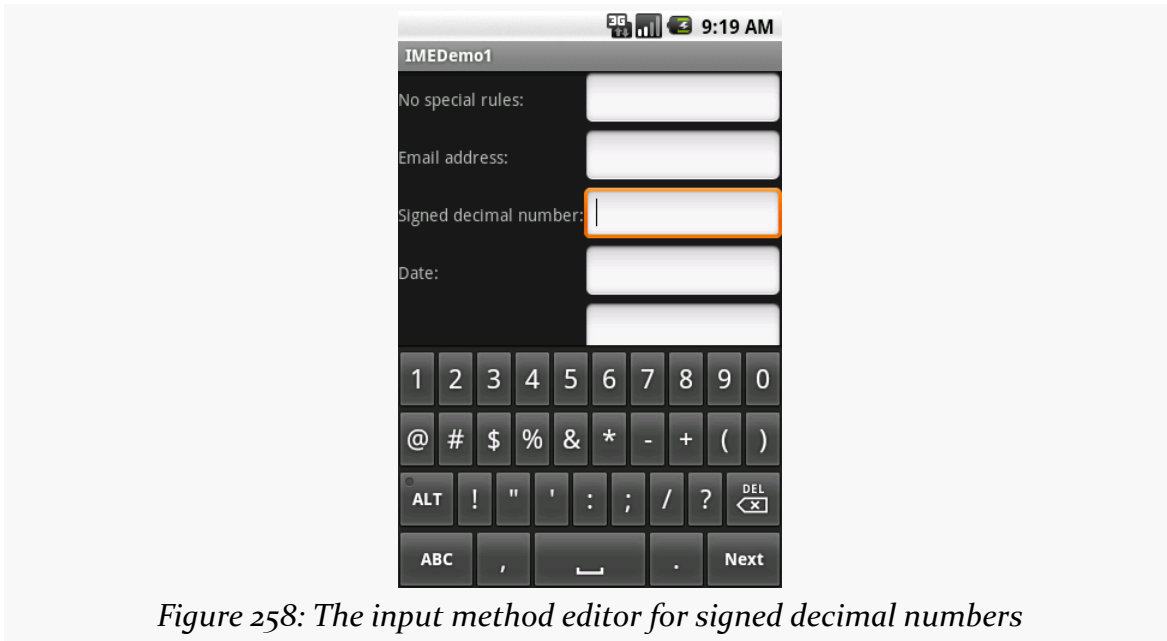 3G 9:19 AM
IMEDemo1
No special rules:
Email address:
Signed decimal number:
Date:
1 2 3 4 5 6 7 8 9 0
@ # $ % & * - + ( )
ALT ! " ' : ; / ? DEL
ABC , . Next
Figure 258: The input method editor for signed decimal numbers